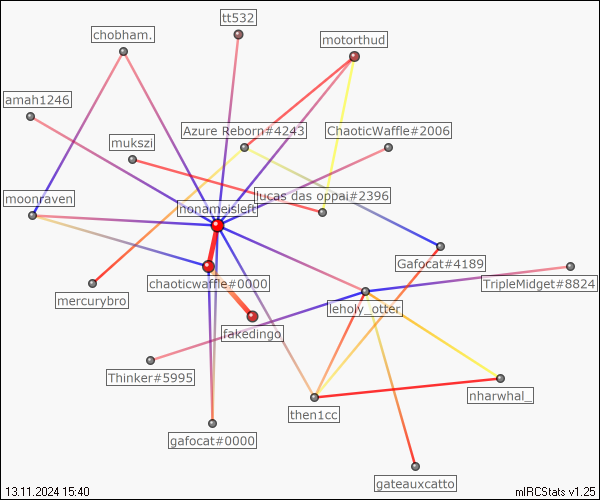 tt532
chobham.
motorthud
amah1246
Azure Reborn#4243
ChaoticWaffle#2006
mukszi
moonraven
lucas das oppai#2396
nonameisleft
Gafocat#4189
chaoticwaffle#0000
TripleMidget#8824
mercurybro
leholy_otter
fakedingo
Thinker#5995
nharwhal_
then1cc
gafocat#0000
gateauxcatto
13.11.2024 15:40
mIRCStats v1.25